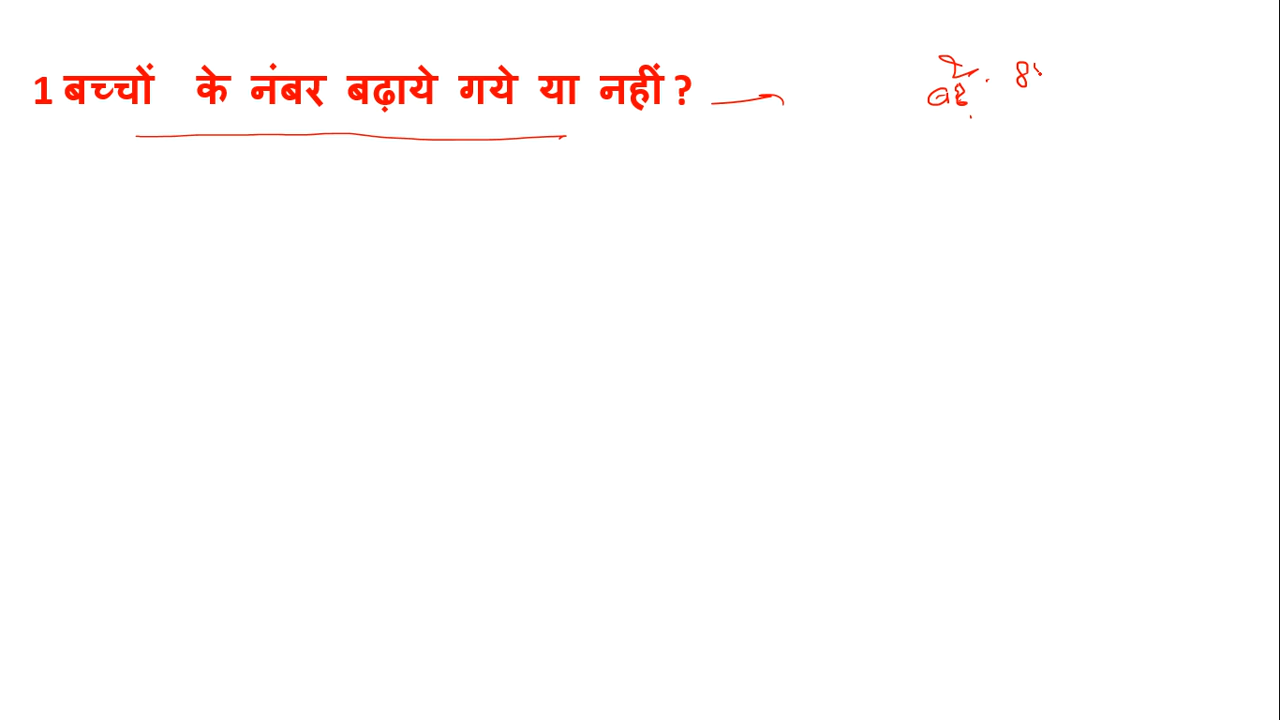 1 बच्चों के नंबर बढ़ाये गये या नहीं ?